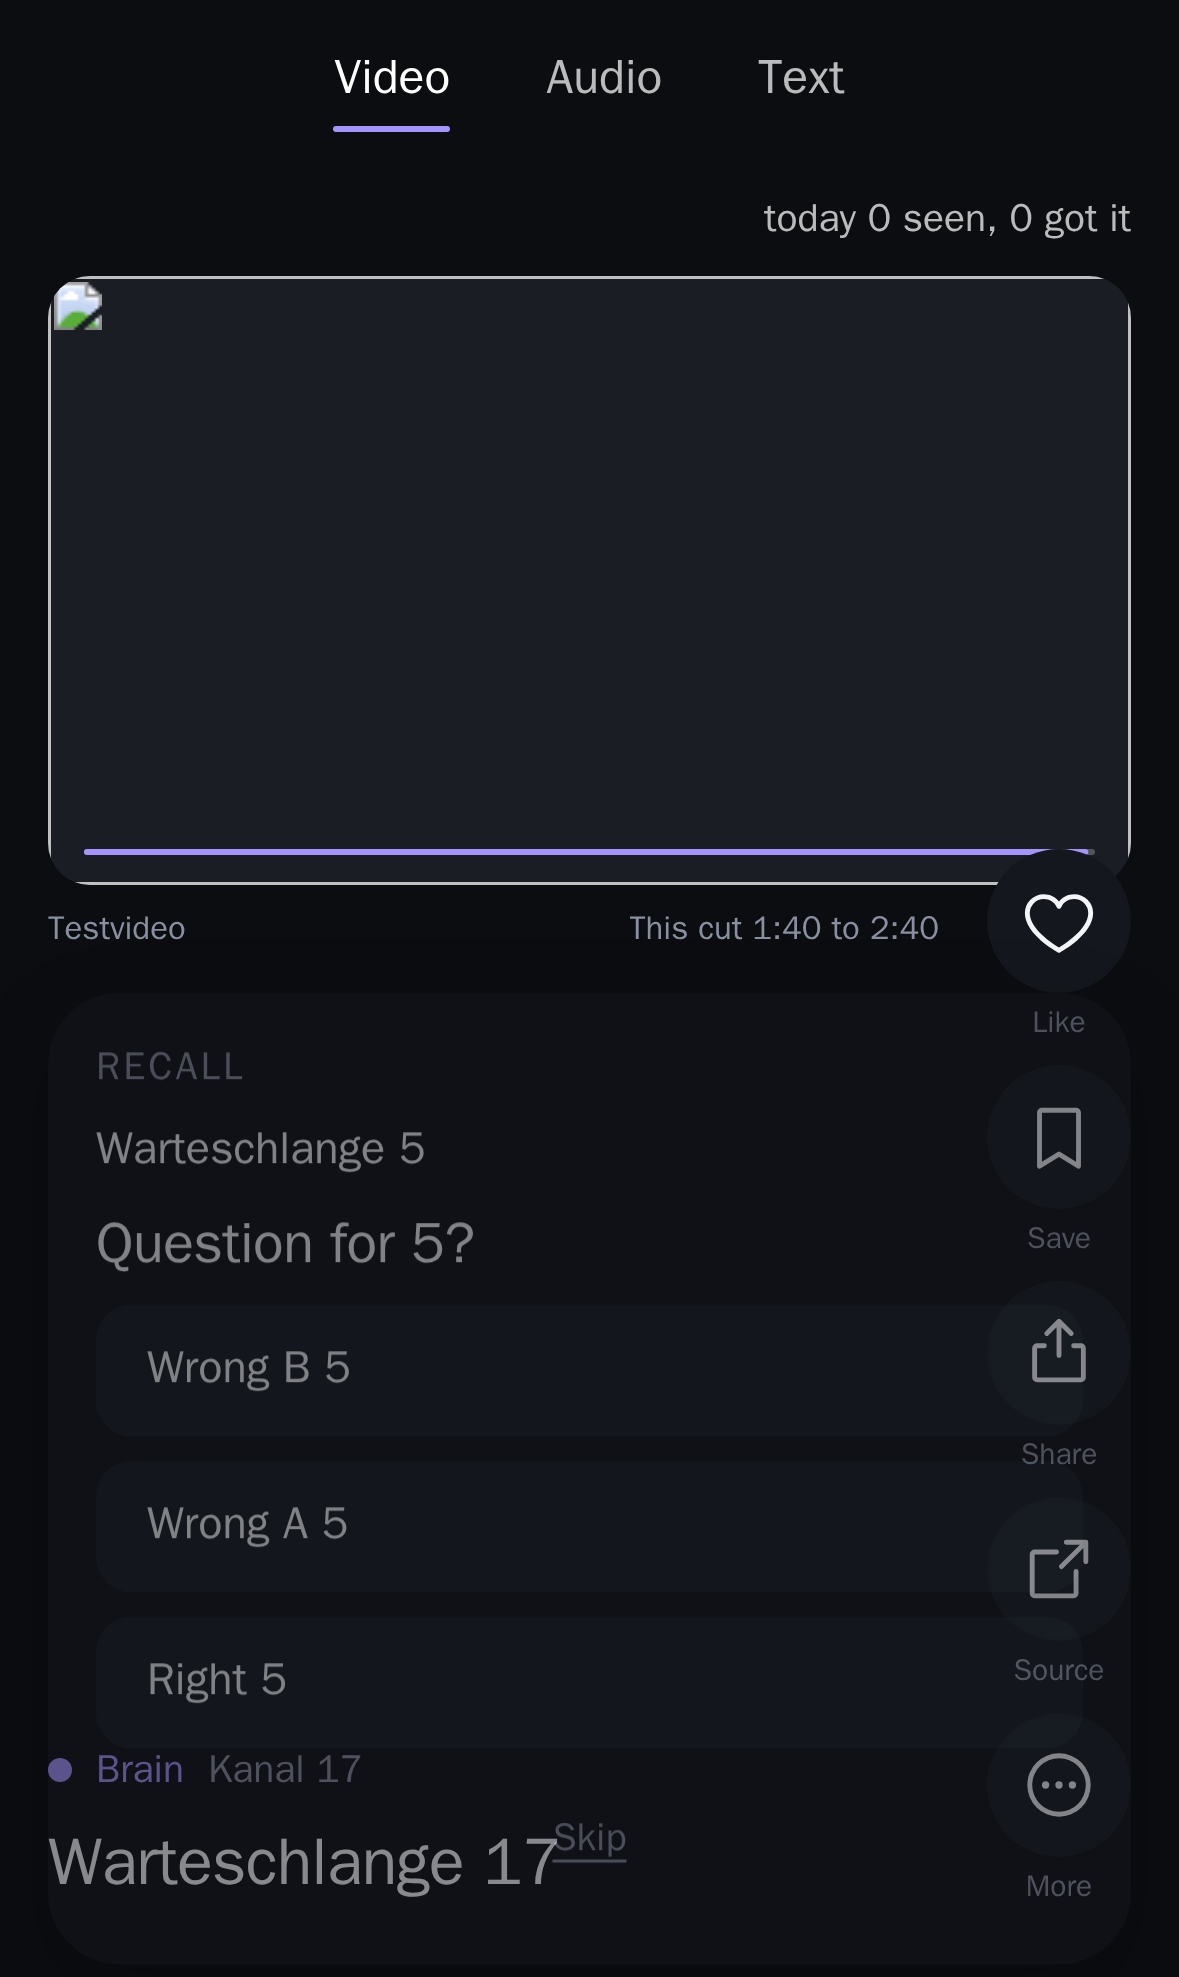 Video Audio Text
today 0 seen, 0 got it
Testvideo This cut 1:40 to 2:40
Like
RECALL
Warteschlange 5
Save
Question for 5?
Wrong B 5
Share
Wrong A 5
Source
Right 5
Brain Kanal 17
Skip
Warteschlange 17
More